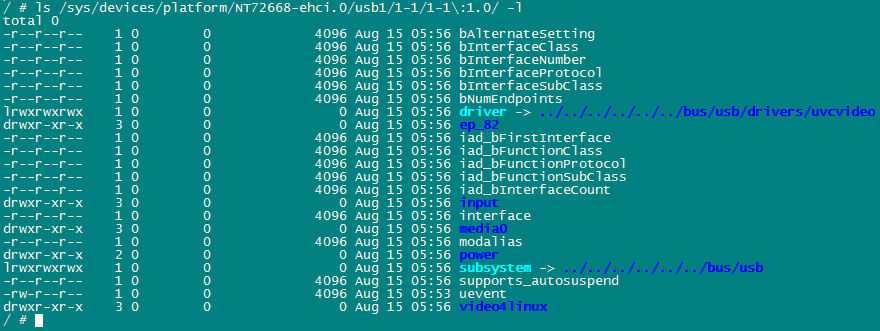 / # ls /sys/devices/platform/NT72668-ehci.0/usb1/1-1/1-1\:1.0/ -l
total 0
-r--r--r-- 1 0 0 4096 Aug 15 05:56 bAlternateSetting
-r--r--r-- 1 0 0 4096 Aug 15 05:56 bInterfaceClass
-r--r--r-- 1 0 0 4096 Aug 15 05:56 bInterfaceNumber
-r--r--r-- 1 0 0 4096 Aug 15 05:56 bInterfaceProtocol
-r--r--r-- 1 0 0 4096 Aug 15 05:56 bInterfaceSubClass
-r--r--r-- 1 0 0 4096 Aug 15 05:56 bNumEndpoints
lrwxrwxrwx 1 0 0 0 Aug 15 05:56 driver -> ../../../../../../bus/usb/drivers/uvcvideo
drwxr-xr-x 3 0 0 0 Aug 15 05:56 ep_82
-r--r--r-- 1 0 0 4096 Aug 15 05:56 iad_bFirstInterface
-r--r--r-- 1 0 0 4096 Aug 15 05:56 iad_bFunctionClass
-r--r--r-- 1 0 0 4096 Aug 15 05:56 iad_bFunctionProtocol
-r--r--r-- 1 0 0 4096 Aug 15 05:56 iad_bFunctionSubClass
-r--r--r-- 1 0 0 4096 Aug 15 05:56 iad_bInterfaceCount
drwxr-xr-x 3 0 0 0 Aug 15 05:56 input
-r--r--r-- 1 0 0 4096 Aug 15 05:56 interface
drwxr-xr-x 3 0 0 0 Aug 15 05:56 media0
-r--r--r-- 1 0 0 4096 Aug 15 05:56 modalias
drwxr-xr-x 2 0 0 0 Aug 15 05:56 power
lrwxrwxrwx 1 0 0 0 Aug 15 05:56 subsystem -> ../../../../../../bus/usb
-r--r--r-- 1 0 0 4096 Aug 15 05:56 supports_autosuspend
-rw-r--r-- 1 0 0 4096 Aug 15 05:53 uevent
drwxr-xr-x 3 0 0 0 Aug 15 05:56 video4linux
/ #